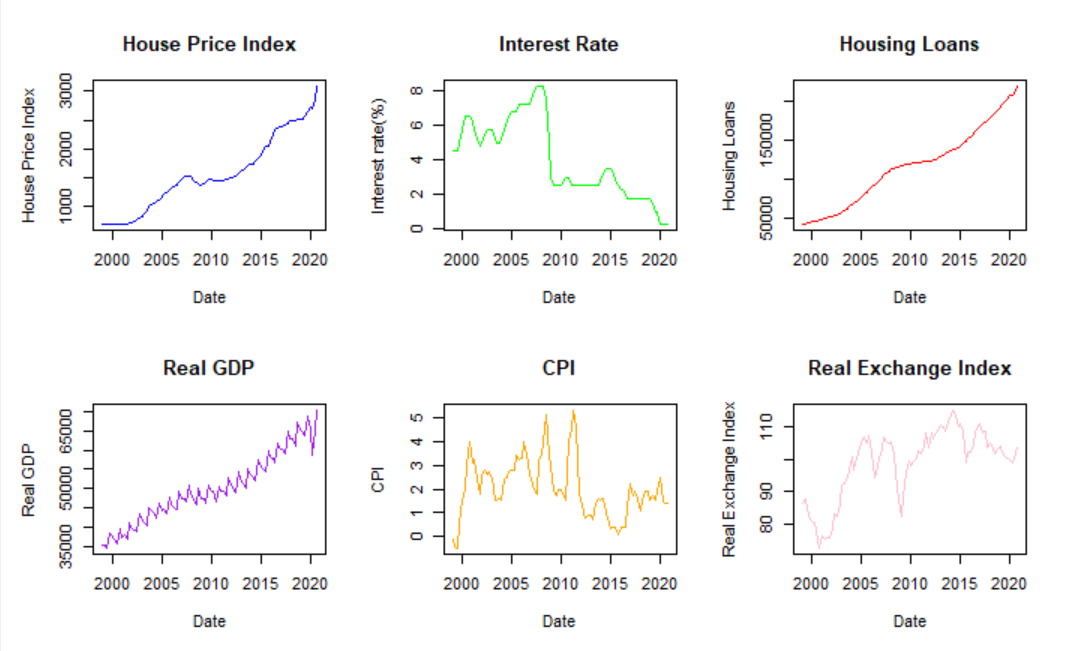 House Price Index
House Price Index
3000
2000
1000
2000 2005 2010 2015 2020
Date
Interest Rate
Interest rate(%)
8
6
4
2
0
2000 2005 2010 2015 2020
Date
Housing Loans
Housing Loans
150000
50000
2000 2005 2010 2015 2020
Date
Real GDP
Real GDP
65000
50000
35000
2000 2005 2010 2015 2020
Date
CPI
CPI
5
4
3
2
1
0
2000 2005 2010 2015 2020
Date
Real Exchange Index
Real Exchange Index
110
90
80
2000 2005 2010 2015 2020
Date